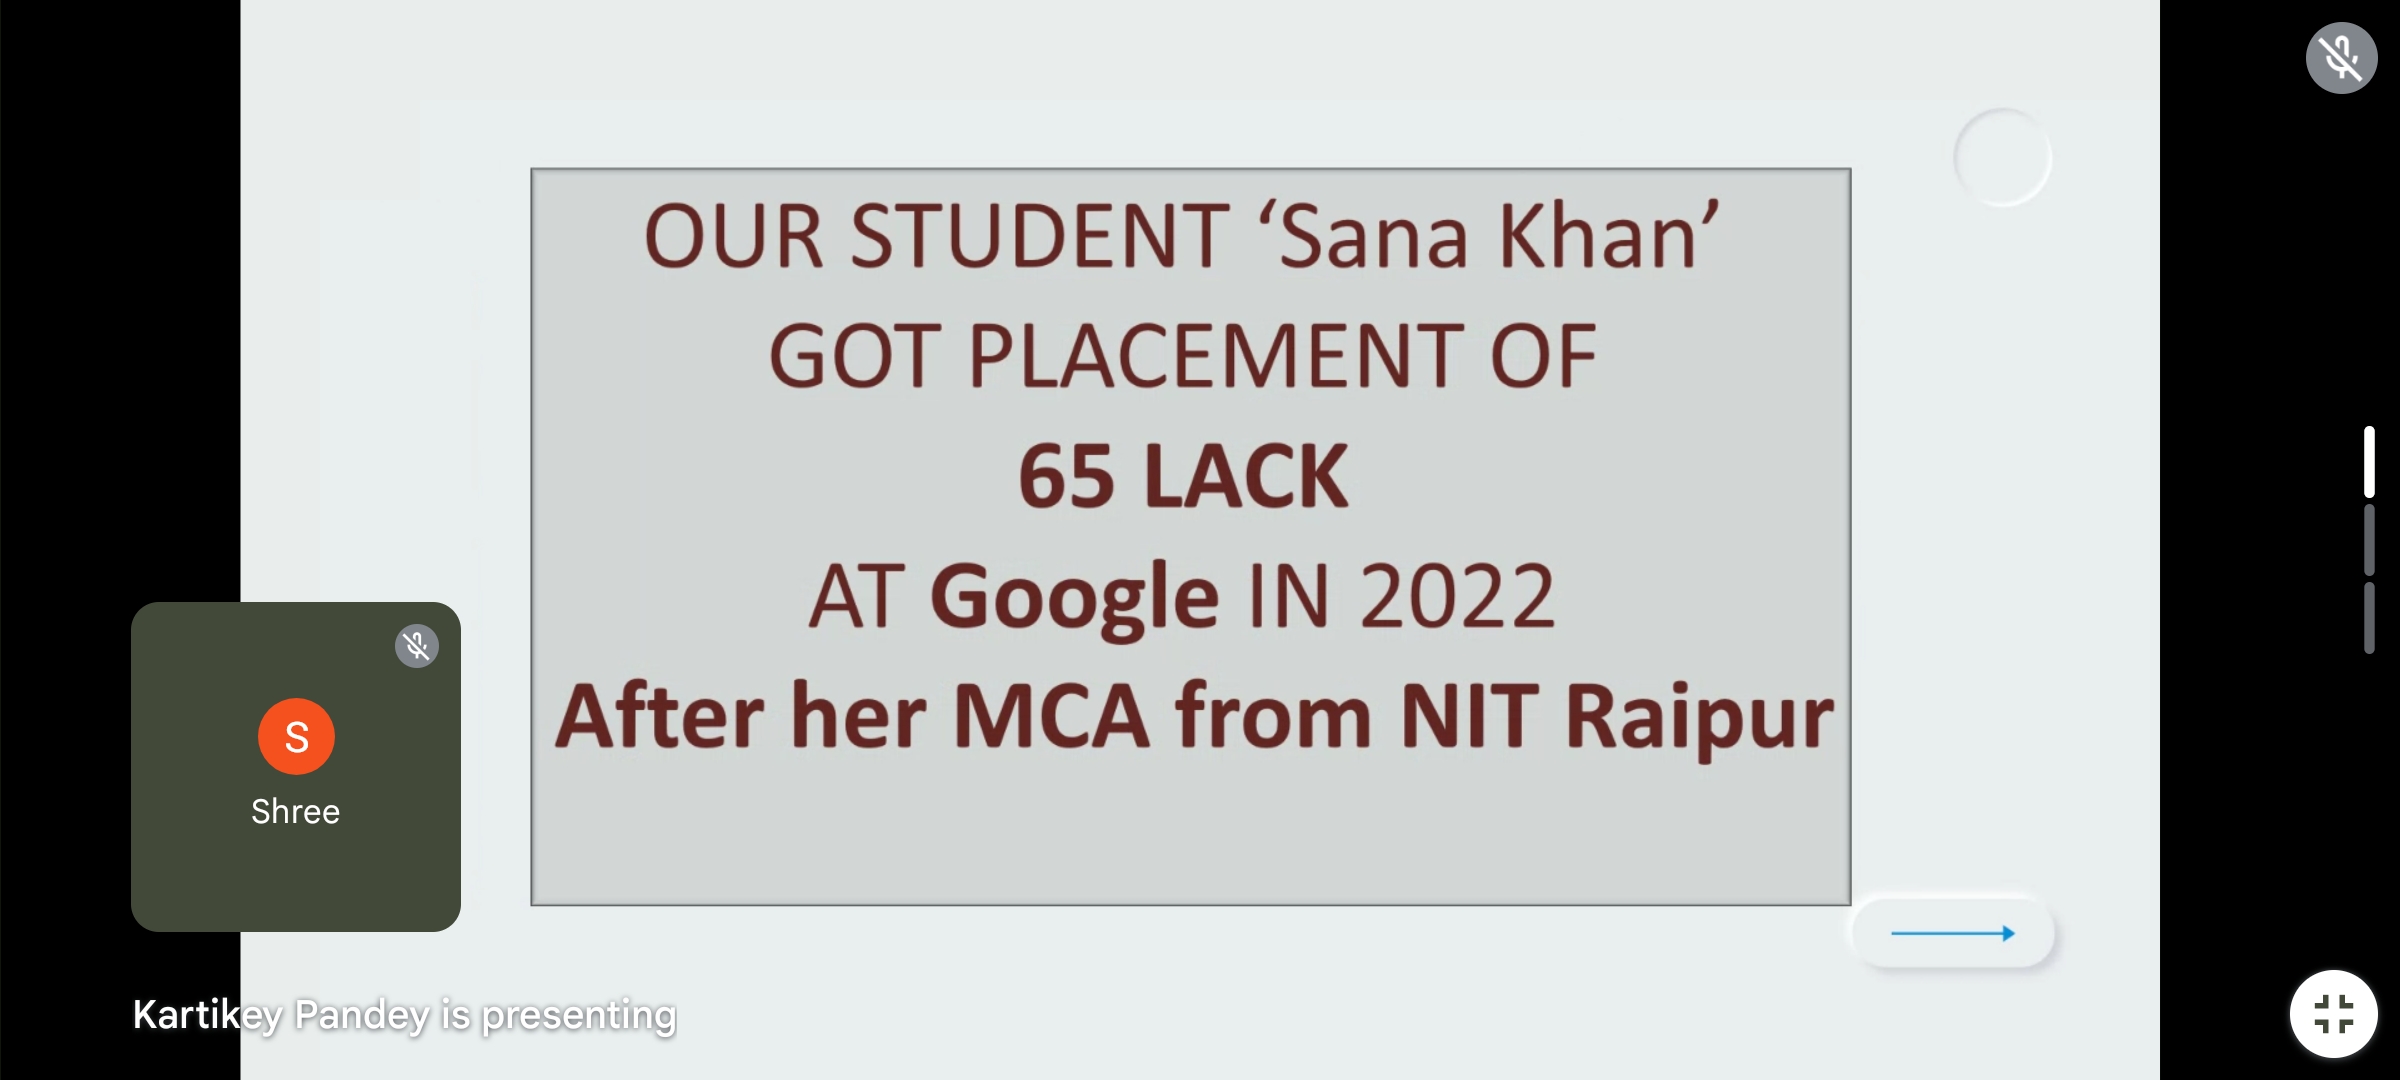 OUR STUDENT ‘Sana Khan’
GOT PLACEMENT OF
65 LACK
AT Google IN 2022
After her MCA from NIT Raipur
S
Shree
Kartikey Pandey is presenting